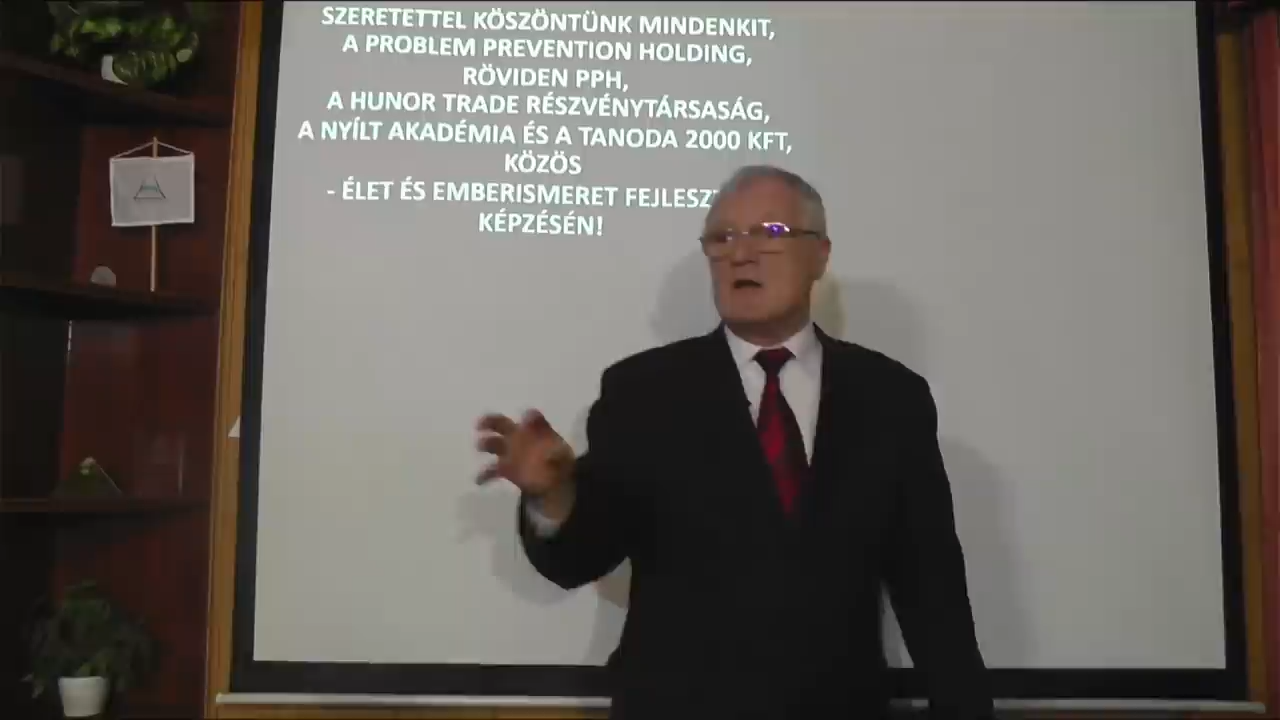 SZERETETTEL KÖSZÖNTÜNK MINDENKIT,
A PROBLEM PREVENTION HOLDING,
RÖVIDEN PPH,
A HUNOR TRADE RÉSZVÉNYTÁRSASÁG,
A NYÍLT AKADÉMIA ÉS A TANODA 2000 KFT,
KÖZÖS
- ÉLET ÉS EMBERISMERET
KÉPZÉSÉN!